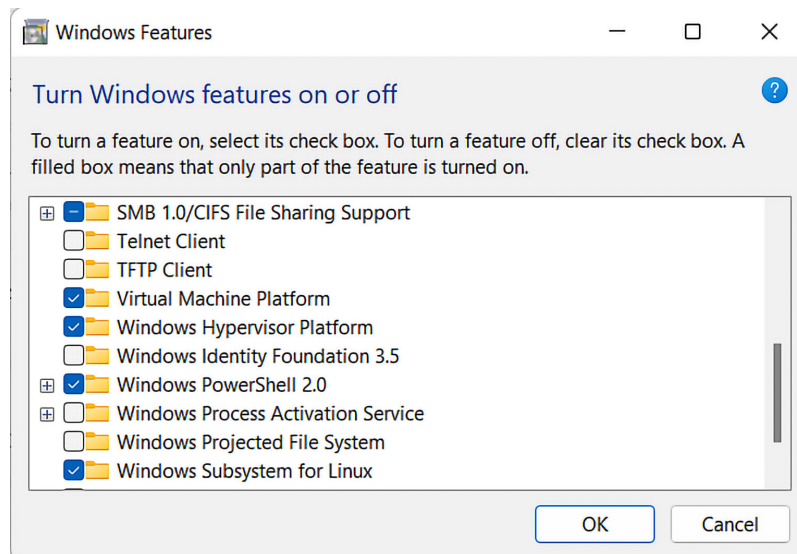 Windows Features
Turn Windows features on or off
?
To turn a feature on, select its check box. To turn a feature off, clear its check box. A
filled box means that only part of the feature is turned on.
SMB 1.0/CIFS File Sharing Support
Telnet Client
TFTP Client
Virtual Machine Platform
Windows Hypervisor Platform
Windows Identity Foundation 3.5
Windows PowerShell 2.0
Windows Process Activation Service
Windows Projected File System
Windows Subsystem for Linux
OK
Cancel